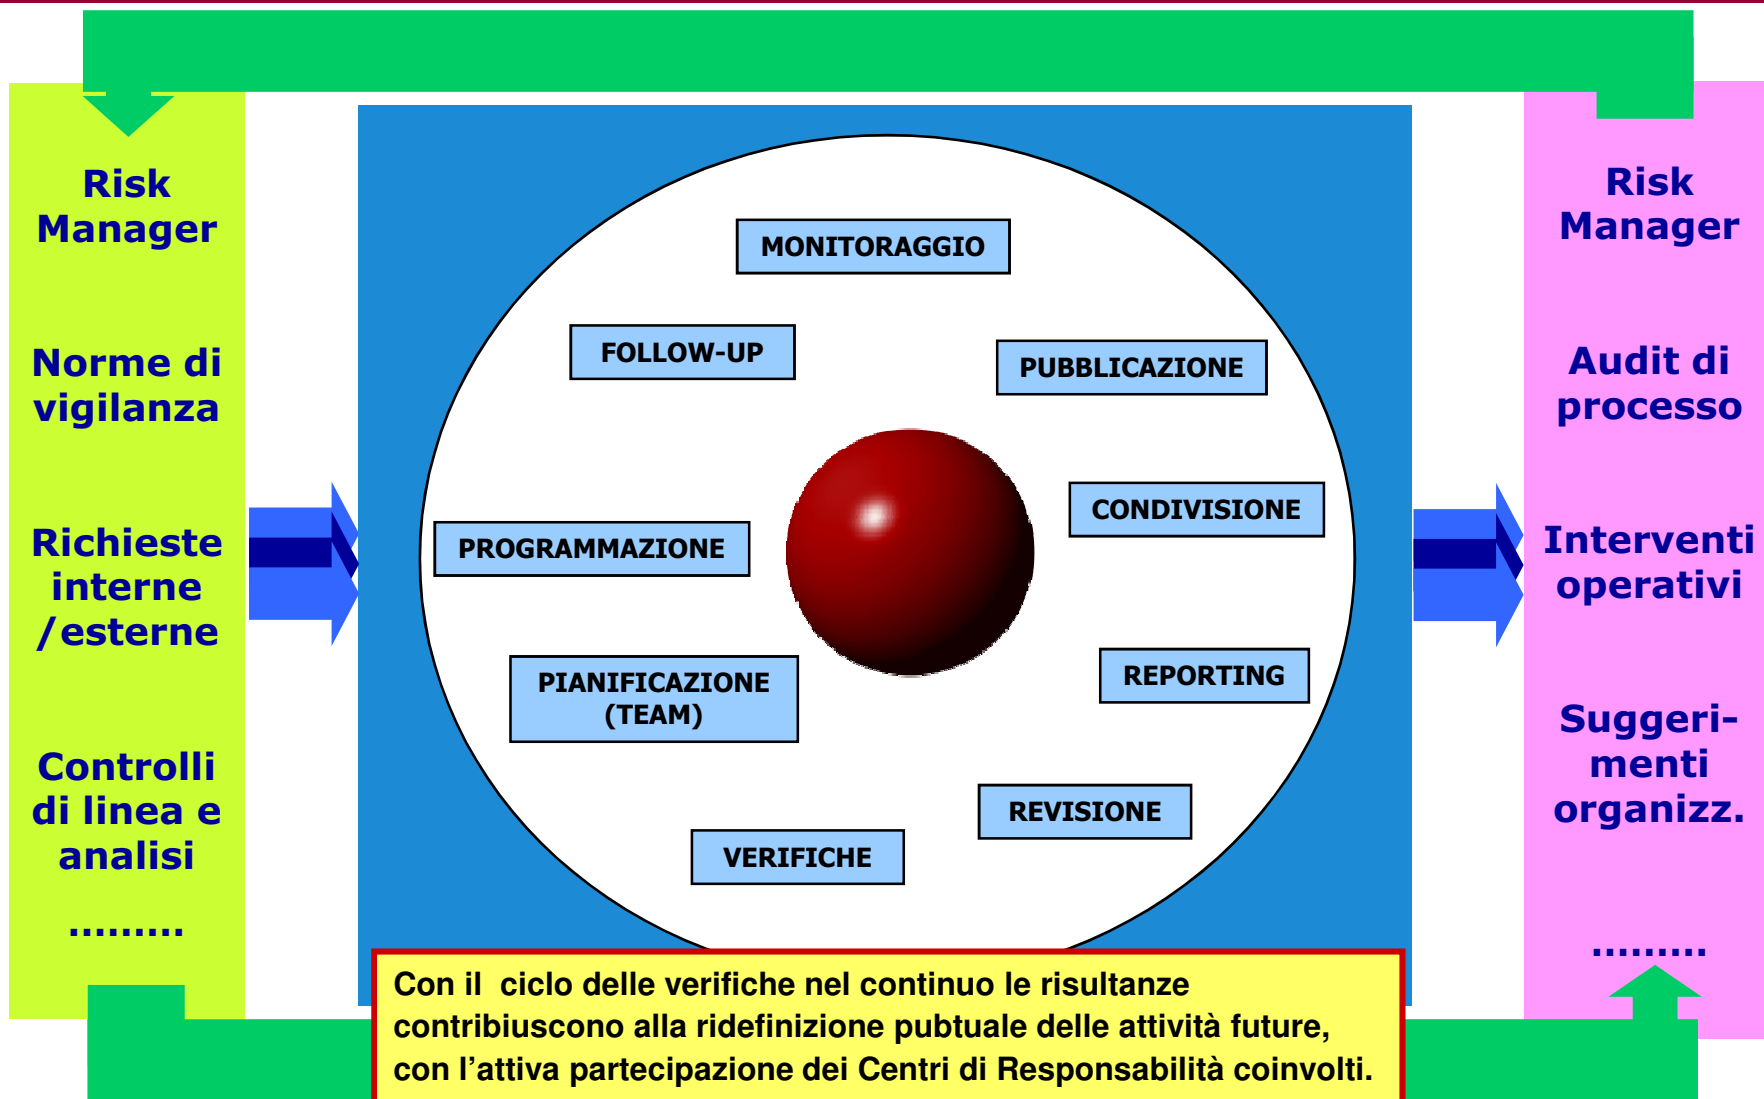 Risk
Manager
Norme di
vigilanza
Richieste
interne
/esterne
Controlli
di linea e
analisi
.........
MONITORAGGIO
FOLLOW-UP
PUBBLICAZIONE
CONDIVISIONE
PROGRAMMAZIONE
PIANIFICAZIONE
(TEAM)
REPORTING
REVISIONE
VERIFICHE
Risk
Manager
Audit di
processo
Interventi
operativi
Suggeri-
menti
organizz.
.........
Con il  ciclo delle verifiche nel continuo le risultanze
contribiuscono alla ridefinizione pubtuale delle attività future,
con l’attiva partecipazione dei Centri di Responsabilità coinvolti.